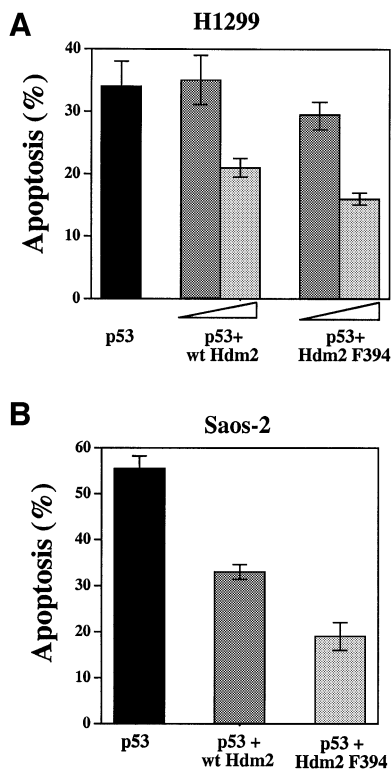 A
H1299
Apoptosis (%)
40
30
20
10
0
p53
p53+
wt Hdm2
p53+
Hdm2 F394
B
Saos-2
Apoptosis (%)
60
50
40
30
20
10
0
p53
p53 +
wt Hdm2
p53 +
Hdm2 F394